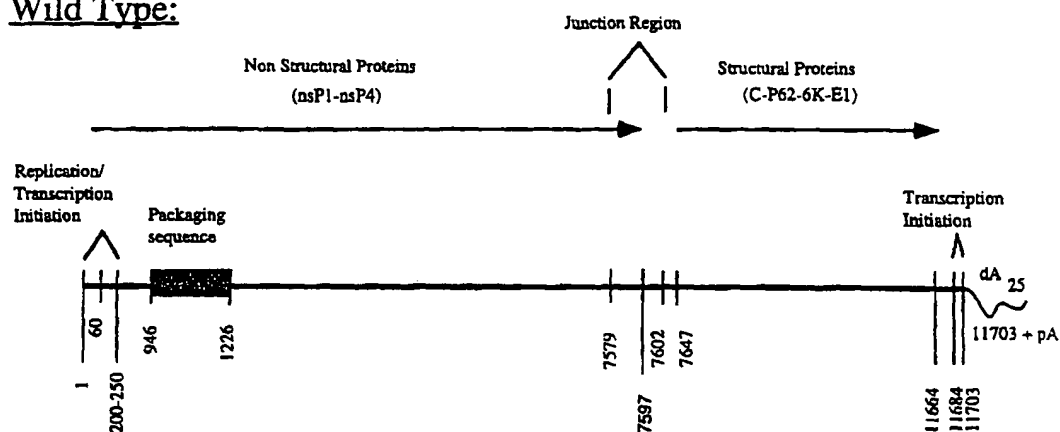 Wild Type:
Junction Region
Non Structural Proteins
(nsP1-nsP4)
Structural Proteins
(C-P62-6K-E1)
Replication/
Transcription
Initiation
Packaging
sequence
Transcription
Initiation
dA 25
11703 + pA
1
60
200-250
946
1226
7579
7597
7602
7647
11664
11684
11703